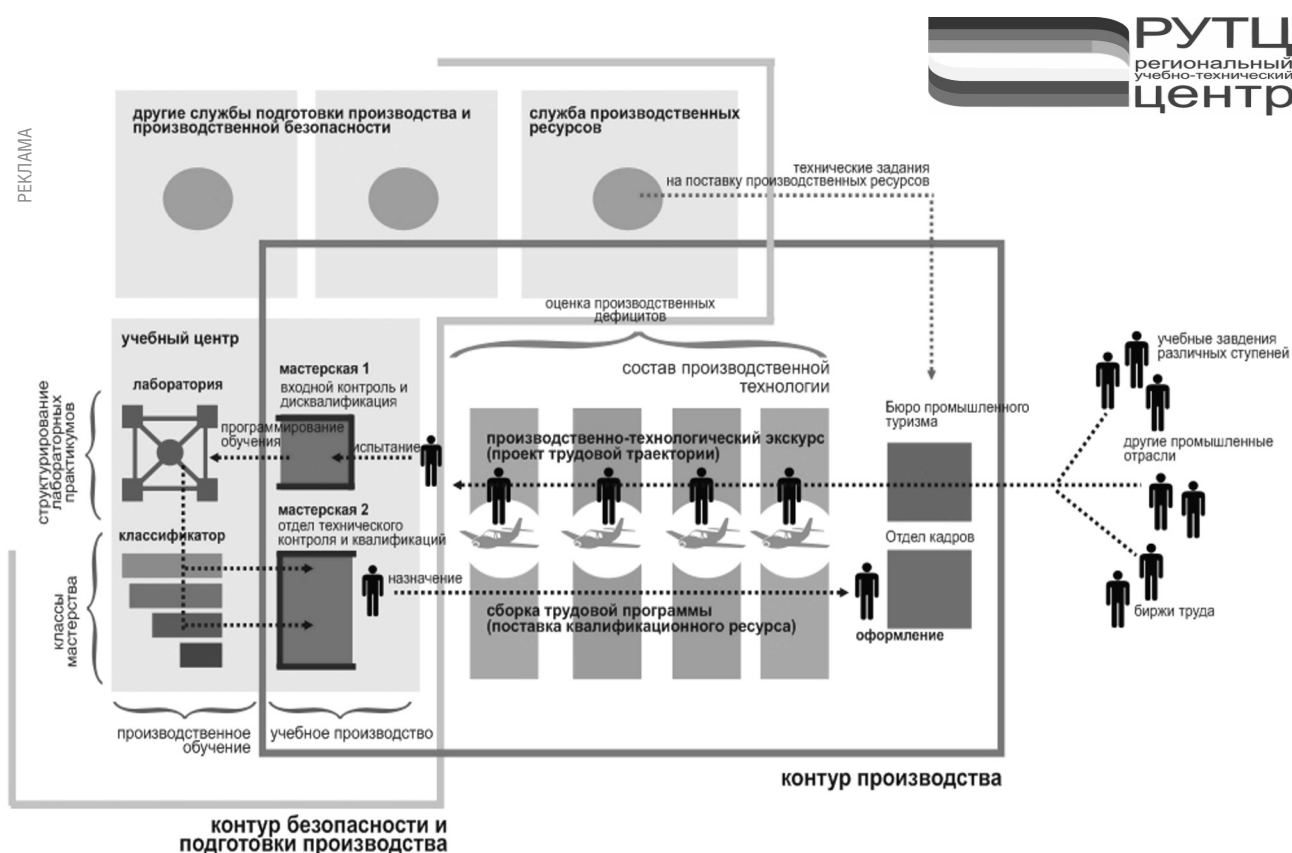 РУТЦ
региональный
учебно-технический
центр
РЕКЛАМА
другие службы подготовки производства и
производственной безопасности
служба производственных
ресурсов
технические задания
на поставку производственных ресурсов
оценка производственных
дефицитов
учебный центр
лаборатория
мастерская 1
входной контроль и
дисквалификация
состав производственной
технологии
учебные завдения
различных ступеней
структурирование
лабораторных
практикумов
программирование
обучения
испытание
производственно-технологический экскурс
(проект трудовой траектории)
Бюро промышленного
туризма
другие промышленные
отрасли
классификатор
мастерская 2
отдел технического
контроля и квалификаций
Отдел кадров
классы
мастерства
назначение
сборка трудовой программы
(поставка квалификационного ресурса)
оформление
биржи труда
производственное
обучение
учебное производство
контур производства
контур безопасности и
подготовки производства